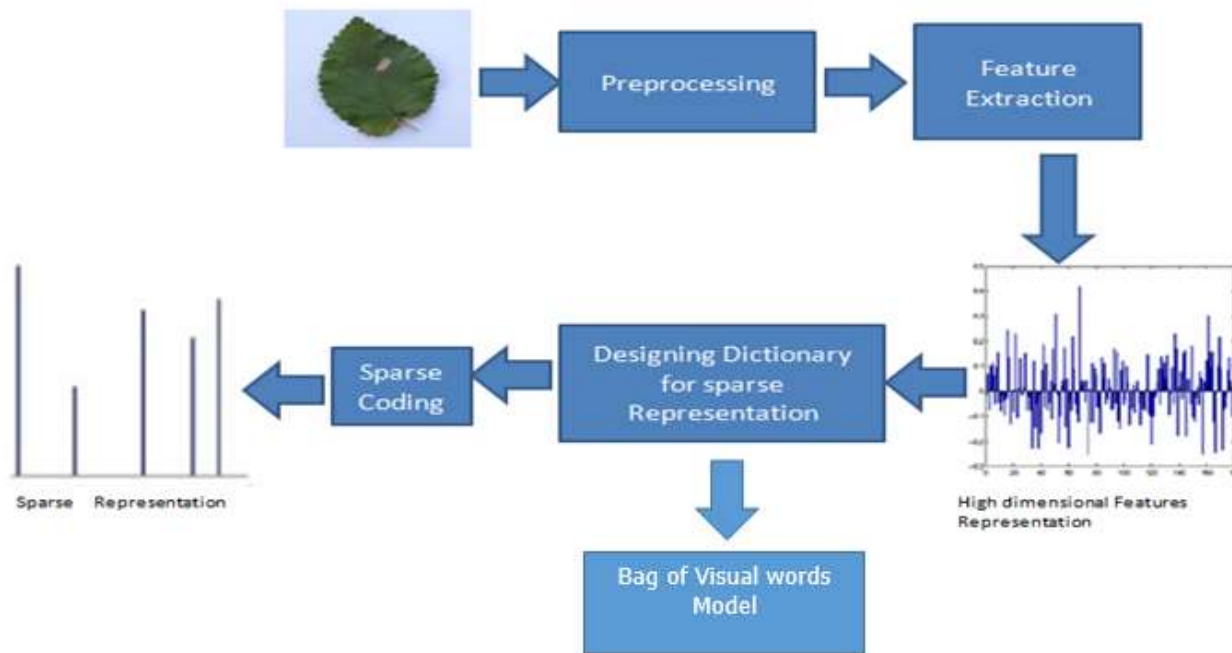 Preprocessing
Feature
Extraction
High dimensional Features
Representation
Designing Dictionary
for sparse
Representation
Sparse
Coding
Sparse Representation
Bag of Visual words
Model